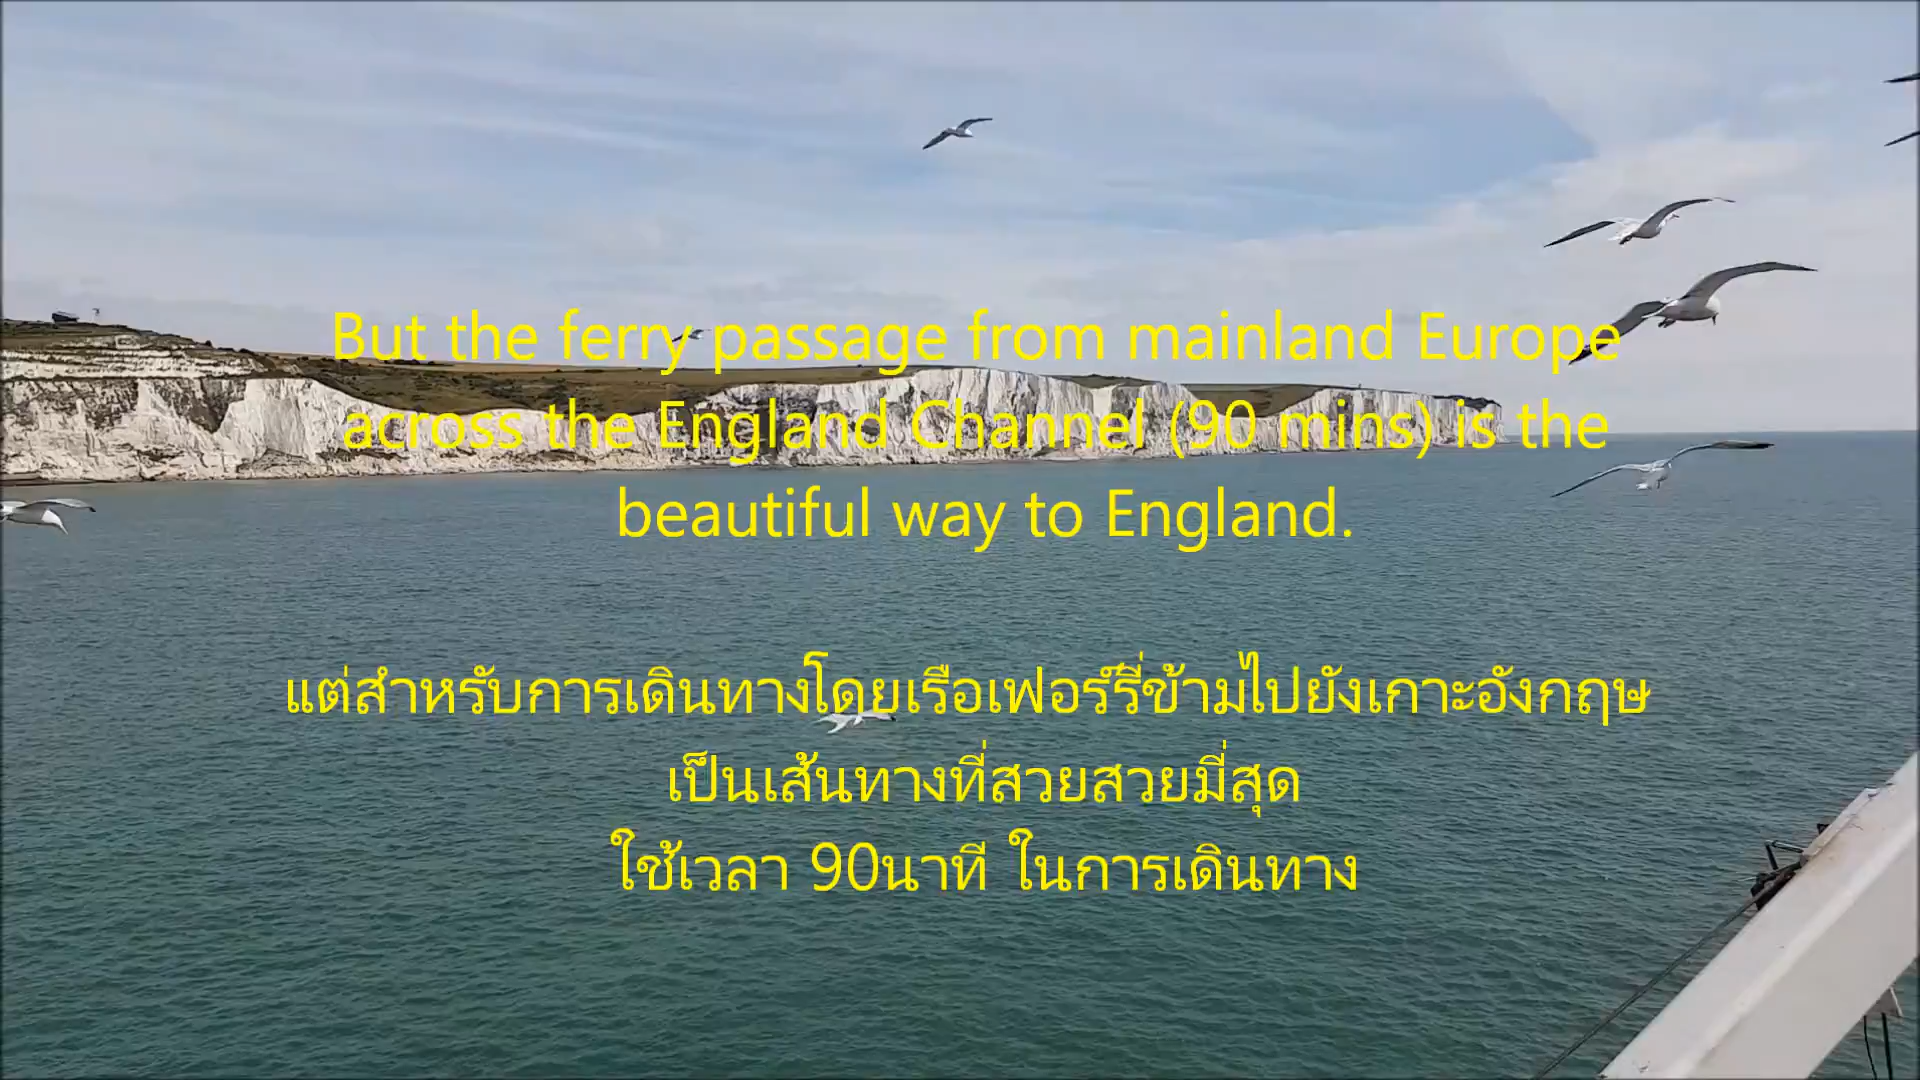 But the ferry passage from mainland Europe
across the England Channel (90 mins) is the
beautiful way to England.
แต่สำหรับการเดินทางโดยเรือเฟอร์รี่ข้ามไปยังเกาะอังกฤษ
เป็นเส้นทางที่สวยสวยมี่สุด
ใช้เวลา 90นาที ในการเดินทาง